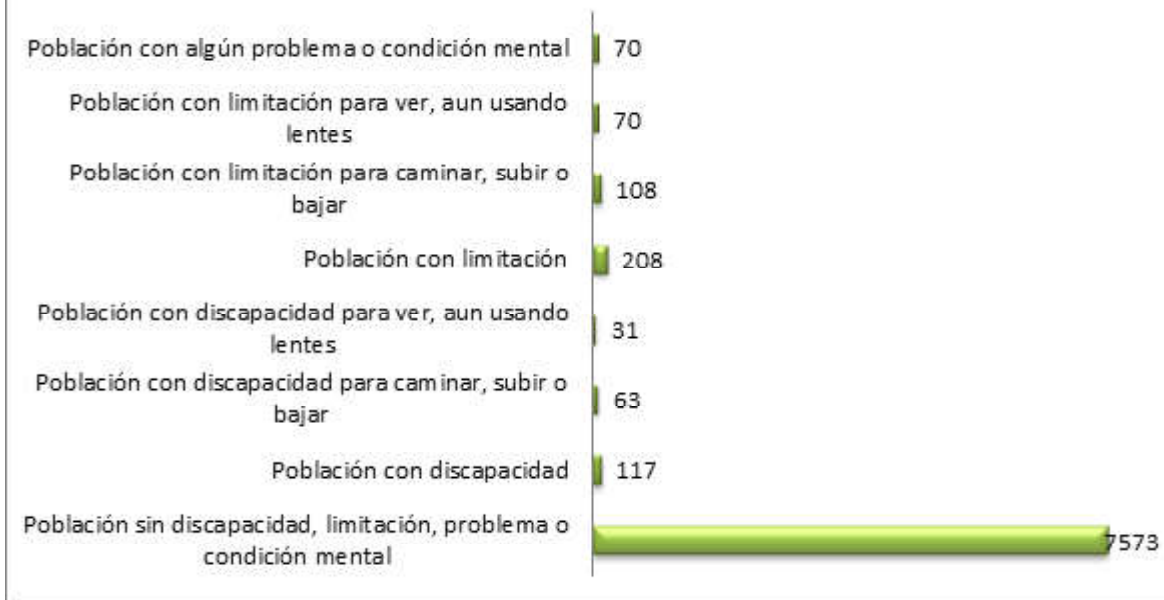 Población con algún problema o condición mental 70
Población con limitación para ver, aun usando
lentes 70
Población con limitación para caminar, subir o
bajar 108
Población con limitación 208
Población con discapacidad para ver, aun usando
lentes 31
Población con discapacidad para caminar, subir o
bajar 63
Población con discapacidad 117
Población sin discapacidad, limitación, problema o
condición mental 7573